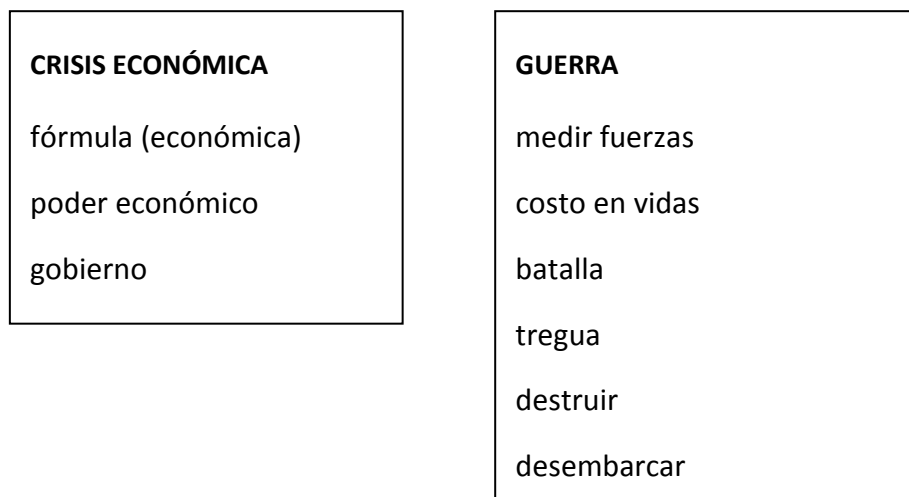 CRISIS ECONÓMICA
fórmula (económica)
poder económico
gobierno
GUERRA
medir fuerzas
costo en vidas
batalla
tregua
destruir
desembarcar